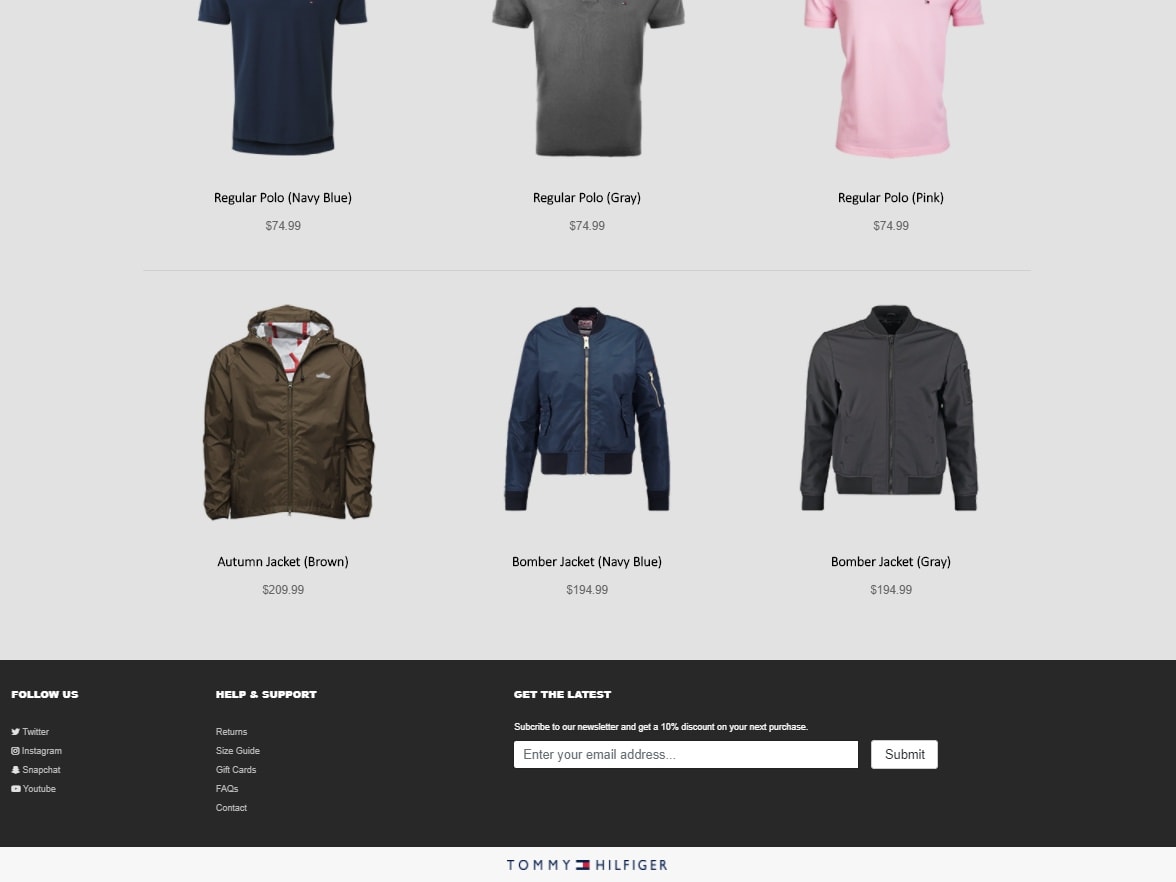 Regular Polo (Navy Blue)
$74.99
Regular Polo (Gray)
$74.99
Regular Polo (Pink)
$74.99
Autumn Jacket (Brown)
$209.99
Bomber Jacket (Navy Blue)
$194.99
Bomber Jacket (Gray)
$194.99
FOLLOW US
Twitter
Instagram
Snapchat
Youtube
HELP & SUPPORT
Returns
Size Guide
Gift Cards
FAQs
Contact
GET THE LATEST
Subcribe to our newsletter and get a 10% discount on your next purchase.
Enter your email address...
Submit
TOMMY HILFIGER